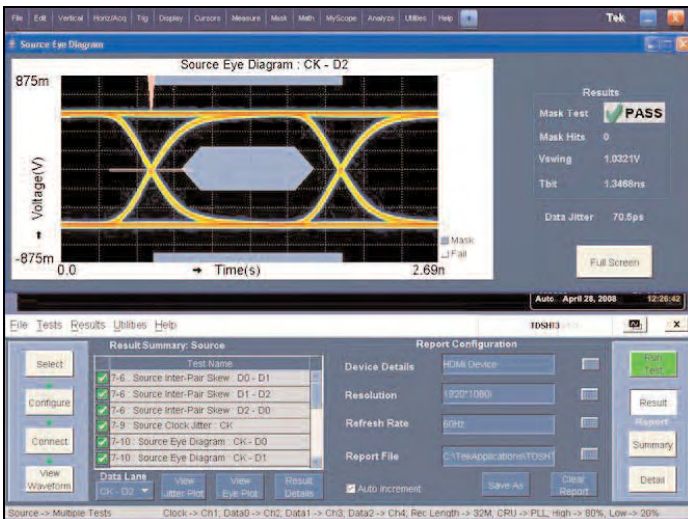 File Edit Vertical Horiz/Acq Trig Display Cursors Measure Mask Math MyScope Analyze Utilities Help Tek
Source Eye Diagram
Source Eye Diagram : CK - D2
875m
Voltage(V)
-875m
0.0
Time(s)
2.69n
Mask
Fail
Results
Mask Test PASS
Mask Hits 0
Vswing 1.0321V
Tbit 1.3468ns
Data Jitter 70.5ps
Full Screen
Auto April 28, 2008 12:26:42
File Tests Results Utilities Help TDSHT3 X
Select
Configure
Connect
View Waveform
Result Summary: Source
Test Name
7-6 Source Inter-Pair Skew D0 - D1
7-6 Source Inter-Pair Skew D1 - D2
7-6 Source Inter-Pair Skew D2 - D0
7-9 Source Clock Jitter : CK
7-10 : Source Eye Diagram : CK - D0
7-10 : Source Eye Diagram : CK - D1
Data Lane
CK - D2
View Jitter Plot
View Eye Plot
Result Details
Report Configuration
Device Details HDMI Device
Resolution 1920*1080i
Refresh Rate 60Hz
Report File C:\TekApplications\TDSHT
Auto Increment
Save As
Clear Report
Run Test
Result
Report
Summary
Detail
Source -> Multiple Tests Clock -> Ch1, Data0 -> Ch2, Data1 -> Ch3, Data2 -> Ch4, Rec Length -> 32M, CRU -> PLL, High -> 80%, Low -> 20%